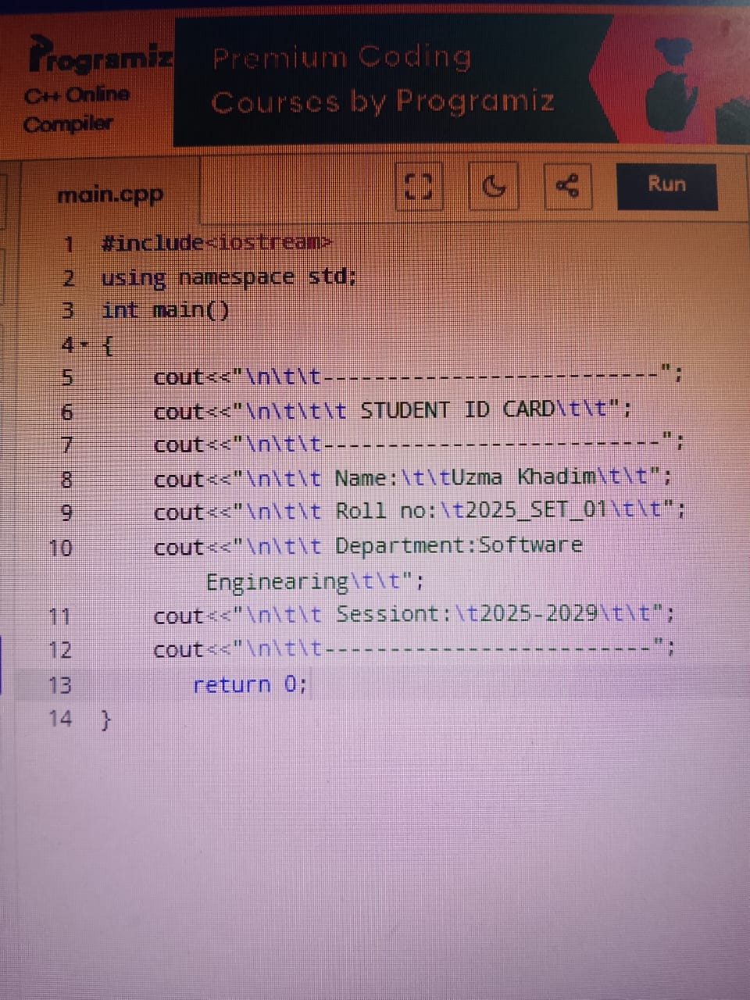 Programiz
C++ Online
Compiler
Premium Coding
Courses by Programiz
main.cpp
Run
1 #include<iostream>
2 using namespace std;
3 int main()
4 {
5 cout<<"\n\t\t--------------------------";
6 cout<<"\n\t\t\t STUDENT ID CARD\t\t";
7 cout<<"\n\t\t--------------------------";
8 cout<<"\n\t\t Name:\t\tUzma Khadim\t\t";
9 cout<<"\n\t\t Roll no:\t2025_SET_01\t\t";
10 cout<<"\n\t\t Department:Software
Enginearing\t\t";
11 cout<<"\n\t\t Sessiont:\t2025-2029\t\t";
12 cout<<"\n\t\t-------------------------";
13 return 0;
14 }